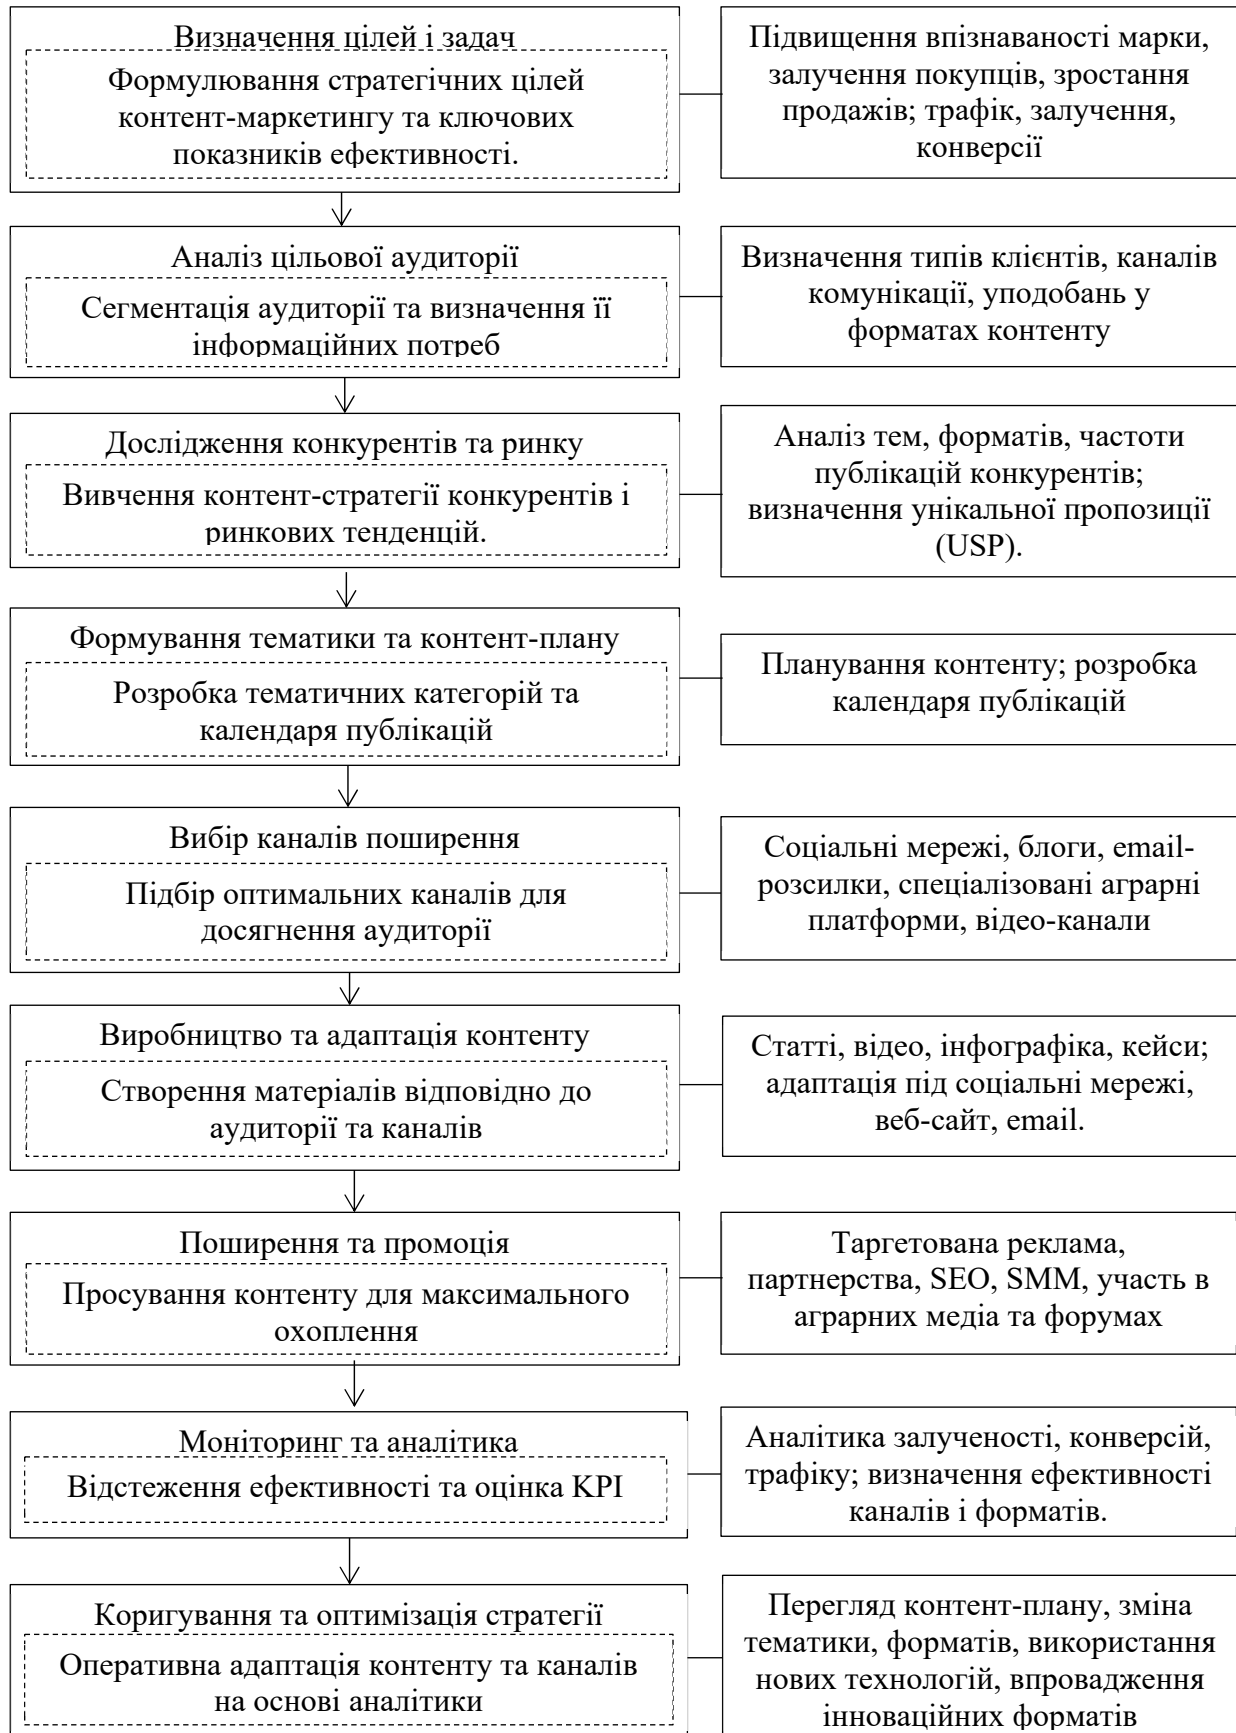 Визначення цілей і задач
Формулювання стратегічних цілей
контент-маркетингу та ключових
показників ефективності.
Підвищення впізнаваності марки,
залучення покупців, зростання
продажів; трафік, залучення,
конверсії
Аналіз цільової аудиторії
Сегментація аудиторії та визначення її
інформаційних потреб
Визначення типів клієнтів, каналів
комунікації, уподобань у
форматах контенту
Дослідження конкурентів та ринку
Вивчення контент-стратегії конкурентів і
ринкових тенденцій.
Аналіз тем, форматів, частоти
публікацій конкурентів;
визначення унікальної пропозиції
(USP).
Формування тематики та контент-плану
Розробка тематичних категорій та
календаря публікацій
Планування контенту; розробка
календаря публікацій
Вибір каналів поширення
Підбір оптимальних каналів для
досягнення аудиторії
Соціальні мережі, блоги, email-
розсилки, спеціалізовані аграрні
платформи, відео-канали
Виробництво та адаптація контенту
Створення матеріалів відповідно до
аудиторії та каналів
Статті, відео, інфографіка, кейси;
адаптація під соціальні мережі,
веб-сайт, email.
Поширення та промоція
Просування контенту для максимального
охоплення
Таргетована реклама,
партнерства, SEO, SMM, участь в
аграрних медіа та форумах
Моніторинг та аналітика
Відстеження ефективності та оцінка KPI
Аналітика залученості, конверсій,
трафіку; визначення ефективності
каналів і форматів.
Коригування та оптимізація стратегії
Оперативна адаптація контенту та каналів
на основі аналітики
Перегляд контент-плану, зміна
тематики, форматів, використання
нових технологій, впровадження
інноваційних форматів